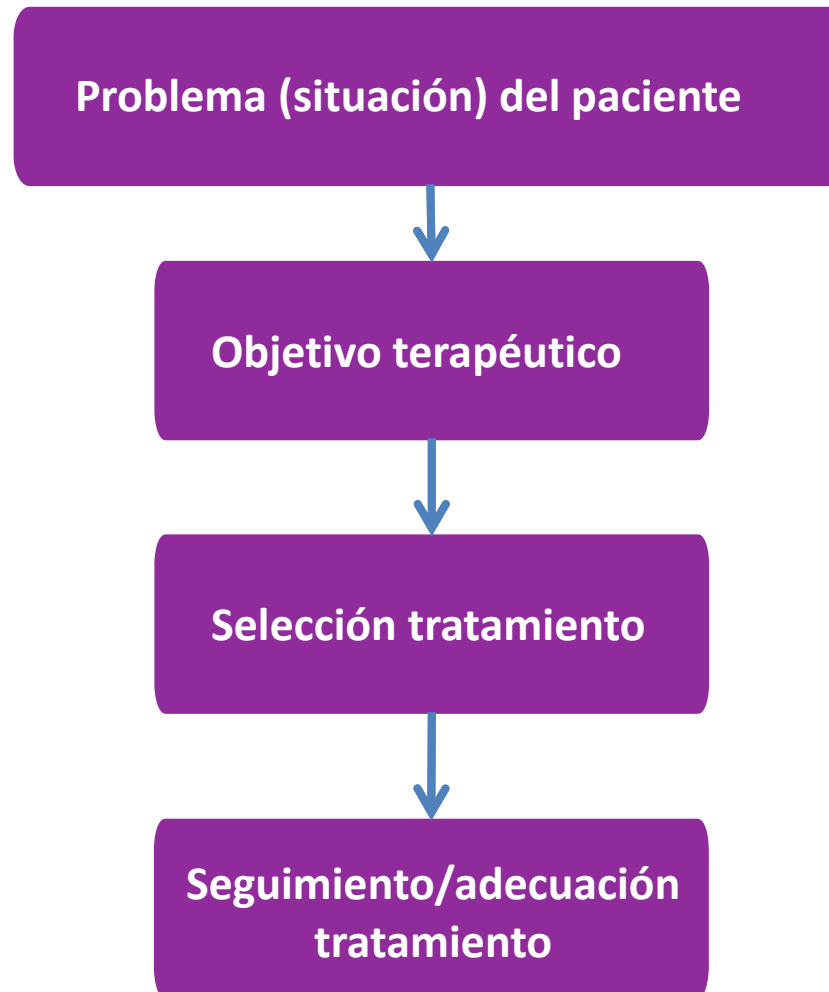 Problema (situación) del paciente
Objetivo terapéutico
Selección tratamiento
Seguimiento/adecuación
tratamiento